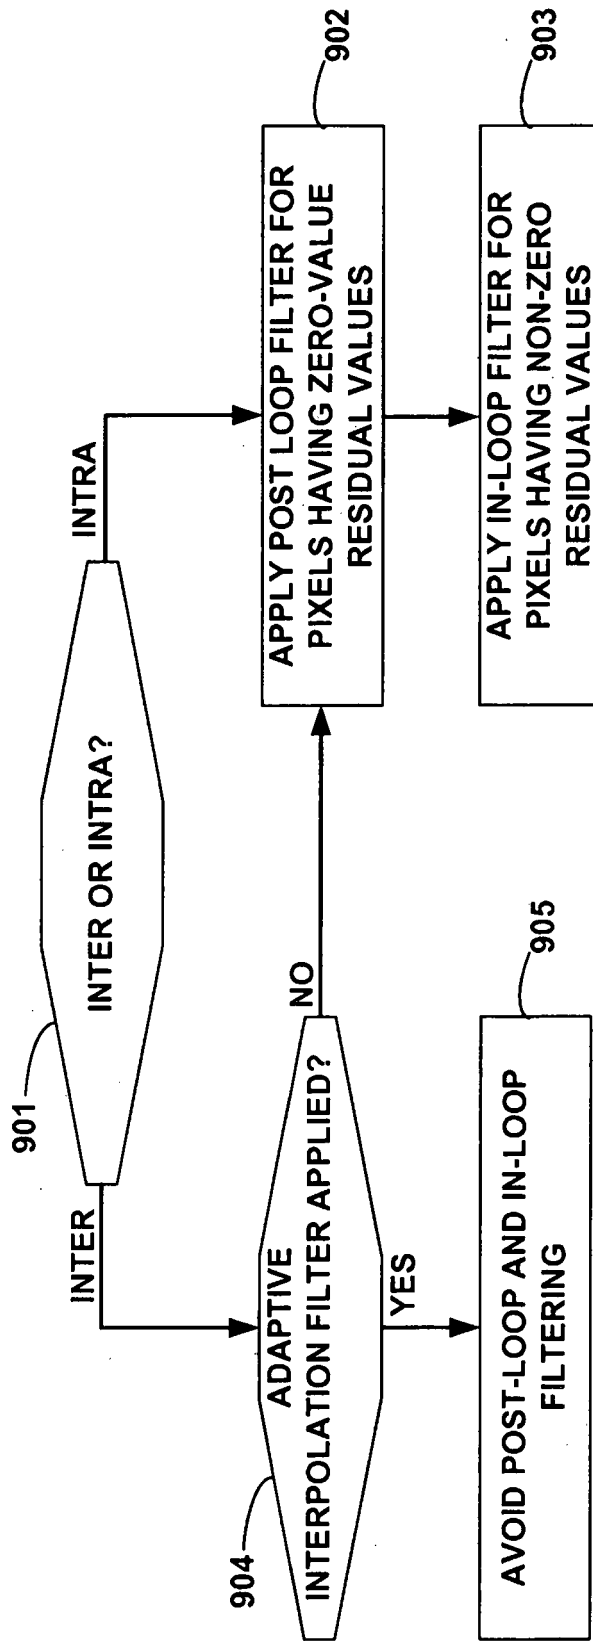 901
INTER OR INTRA?
INTER
INTRA
904
ADAPTIVE
INTERPOLATION FILTER APPLIED?
NO
YES
902
APPLY POST LOOP FILTER FOR
PIXELS HAVING ZERO-VALUE
RESIDUAL VALUES
905
AVOID POST-LOOP AND IN-LOOP
FILTERING
903
APPLY IN-LOOP FILTER FOR
PIXELS HAVING NON-ZERO
RESIDUAL VALUES